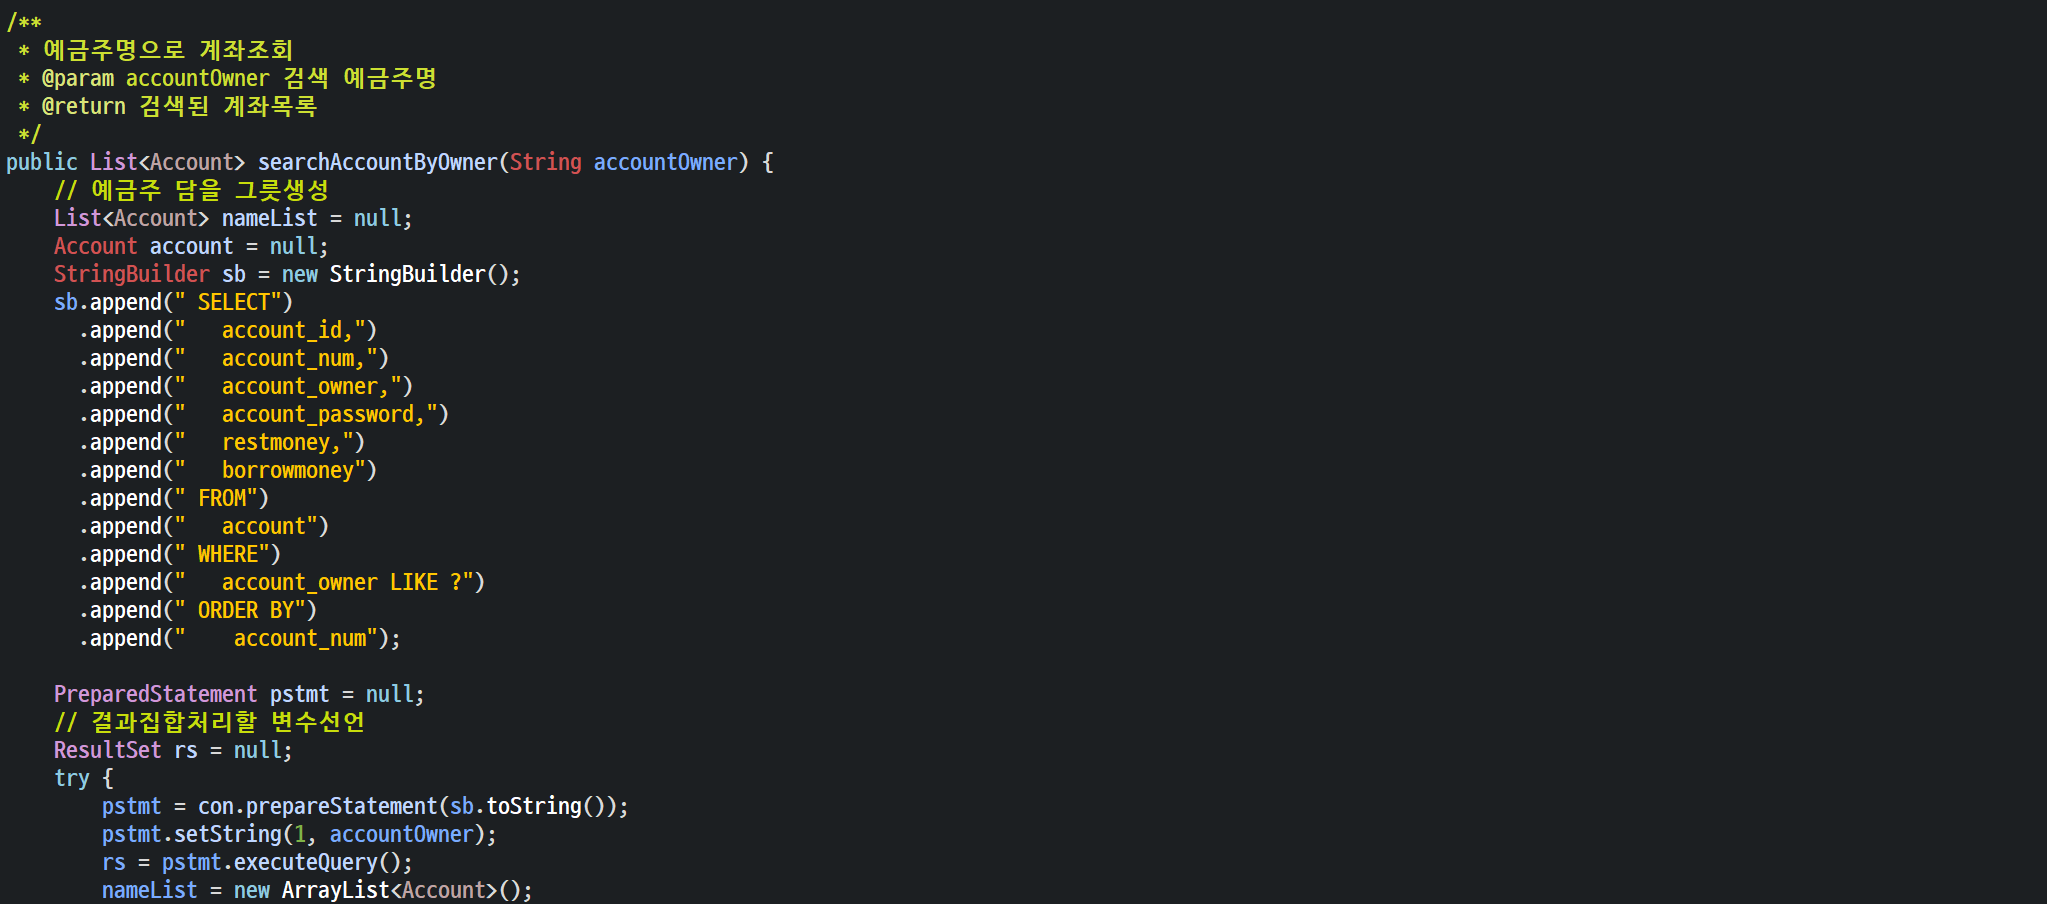 /**
 * 예금주명으로 계좌조회
 * @param accountOwner 검색 예금주명
 * @return 검색된 계좌목록
 */
public List<Account> searchAccountByOwner(String accountOwner) {
    // 예금주 담을 그릇생성
    List<Account> nameList = null;
    Account account = null;
    StringBuilder sb = new StringBuilder();
    sb.append(" SELECT")
      .append("   account_id,")
      .append("   account_num,")
      .append("   account_owner,")
      .append("   account_password,")
      .append("   restmoney,")
      .append("   borrowmoney")
      .append(" FROM")
      .append("   account")
      .append(" WHERE")
      .append("   account_owner LIKE ?")
      .append(" ORDER BY")
      .append("    account_num");

    PreparedStatement pstmt = null;
    // 결과집합처리할 변수선언
    ResultSet rs = null;
    try {
        pstmt = con.prepareStatement(sb.toString());
        pstmt.setString(1, accountOwner);
        rs = pstmt.executeQuery();
        nameList = new ArrayList<Account>();